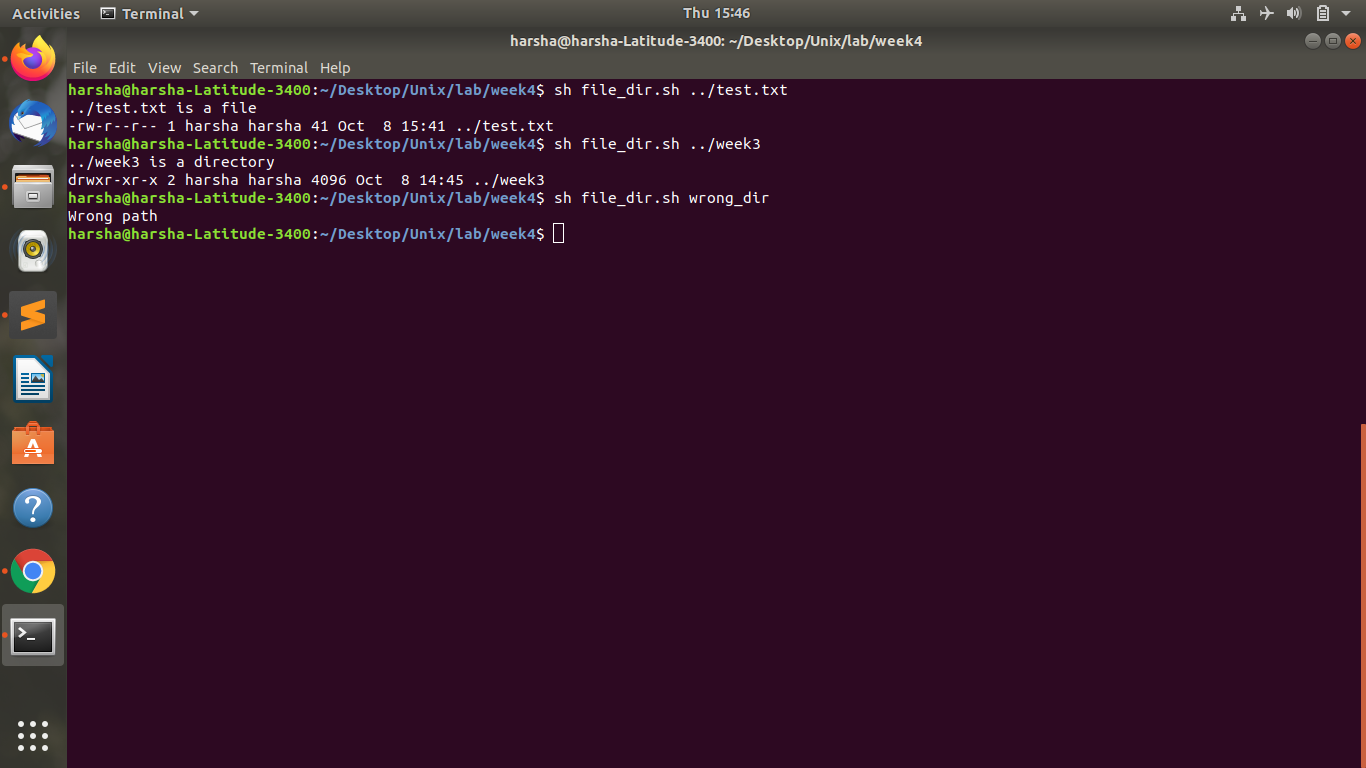 Activities Terminal Thu 15:46
harsha@harsha-Latitude-3400: ~/Desktop/Unix/lab/week4
File Edit View Search Terminal Help
harsha@harsha-Latitude-3400:~/Desktop/Unix/lab/week4$ sh file_dir.sh ../test.txt
../test.txt is a file
-rw-r--r-- 1 harsha harsha 41 Oct  8 15:41 ../test.txt
harsha@harsha-Latitude-3400:~/Desktop/Unix/lab/week4$ sh file_dir.sh ../week3
../week3 is a directory
drwxr-xr-x 2 harsha harsha 4096 Oct  8 14:45 ../week3
harsha@harsha-Latitude-3400:~/Desktop/Unix/lab/week4$ sh file_dir.sh wrong_dir
Wrong path
harsha@harsha-Latitude-3400:~/Desktop/Unix/lab/week4$